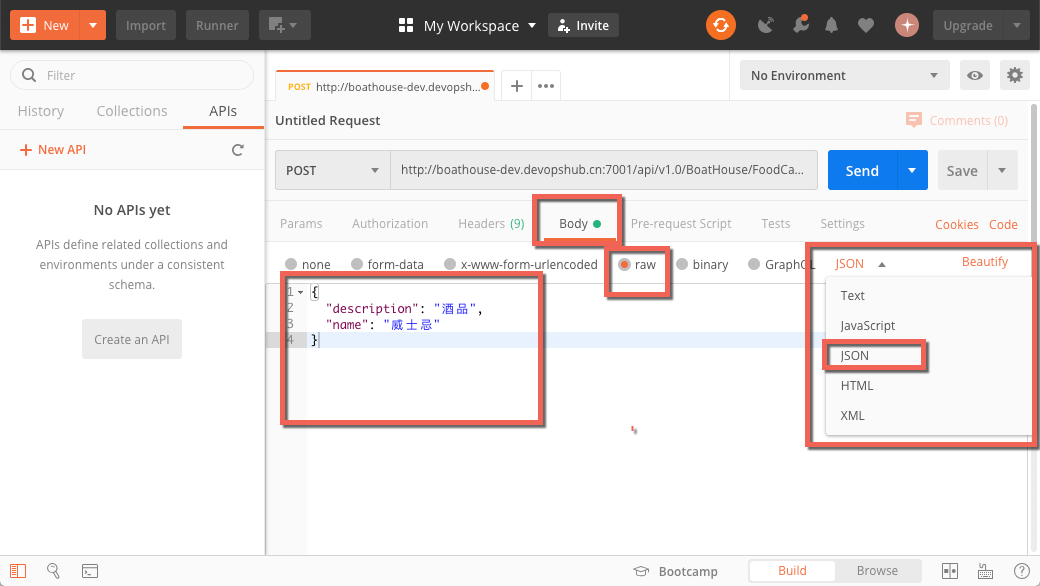 New Import Runner My Workspace Invite Upgrade
Filter
History Collections APIs
New API
No APIs yet
APIs define related collections and
environments under a consistent
schema.
Create an API
POST http://boathouse-dev.devopsh...
No Environment
Untitled Request
Comments (0)
POST http://boathouse-dev.devopshub.cn:7001/api/v1.0/BoatHouse/FoodCa... Send Save
Params Authorization Headers (9) Body Pre-request Script Tests Settings Cookies Code
none form-data x-www-form-urlencoded raw binary GraphQL JSON Beautify
1 {
2 "description": "酒品",
3 "name": "威士忌"
4 }
Text
JavaScript
JSON
HTML
XML
Bootcamp Build Browse